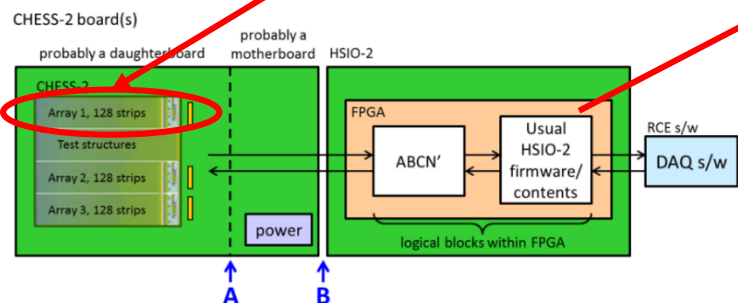 CHESS-2 board(s)
probably a daughterboard
probably a
motherboard
HSIO-2
CHESS-2
Array 1, 128 strips
Test structures
Array 2, 128 strips
Array 3, 128 strips
power
FPGA
ABCN’
Usual
HSIO-2
firmware/
contents
logical blocks within FPGA
RCE s/w
DAQ s/w
A
B